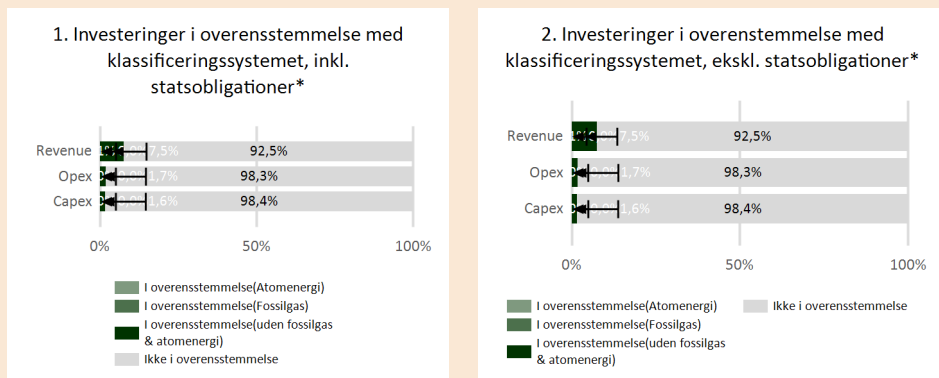 1. Investeringer i overensstemmelse med
klassificeringssystemet, inkl.
statsobligationer*
Revenue
7,5%
92,5%
Opex
1,7%
98,3%
Capex
1,6%
98,4%
0%
50%
100%
I overensstemmelse(Atomenergi)
I overensstemmelse(Fossilgas)
I overensstemmelse(uden fossilgas
& atomenergi)
Ikke i overensstemmelse
2. Investeringer i overenstemmelse med
klassificeringssystemet, ekskl. statsobligationer*
Revenue
7,5%
92,5%
Opex
1,7%
98,3%
Capex
1,6%
98,4%
0%
50%
100%
I overensstemmelse(Atomenergi)
Ikke i overensstemmelse
I overensstemmelse(Fossilgas)
I overensstemmelse(uden fossilgas
& atomenergi)